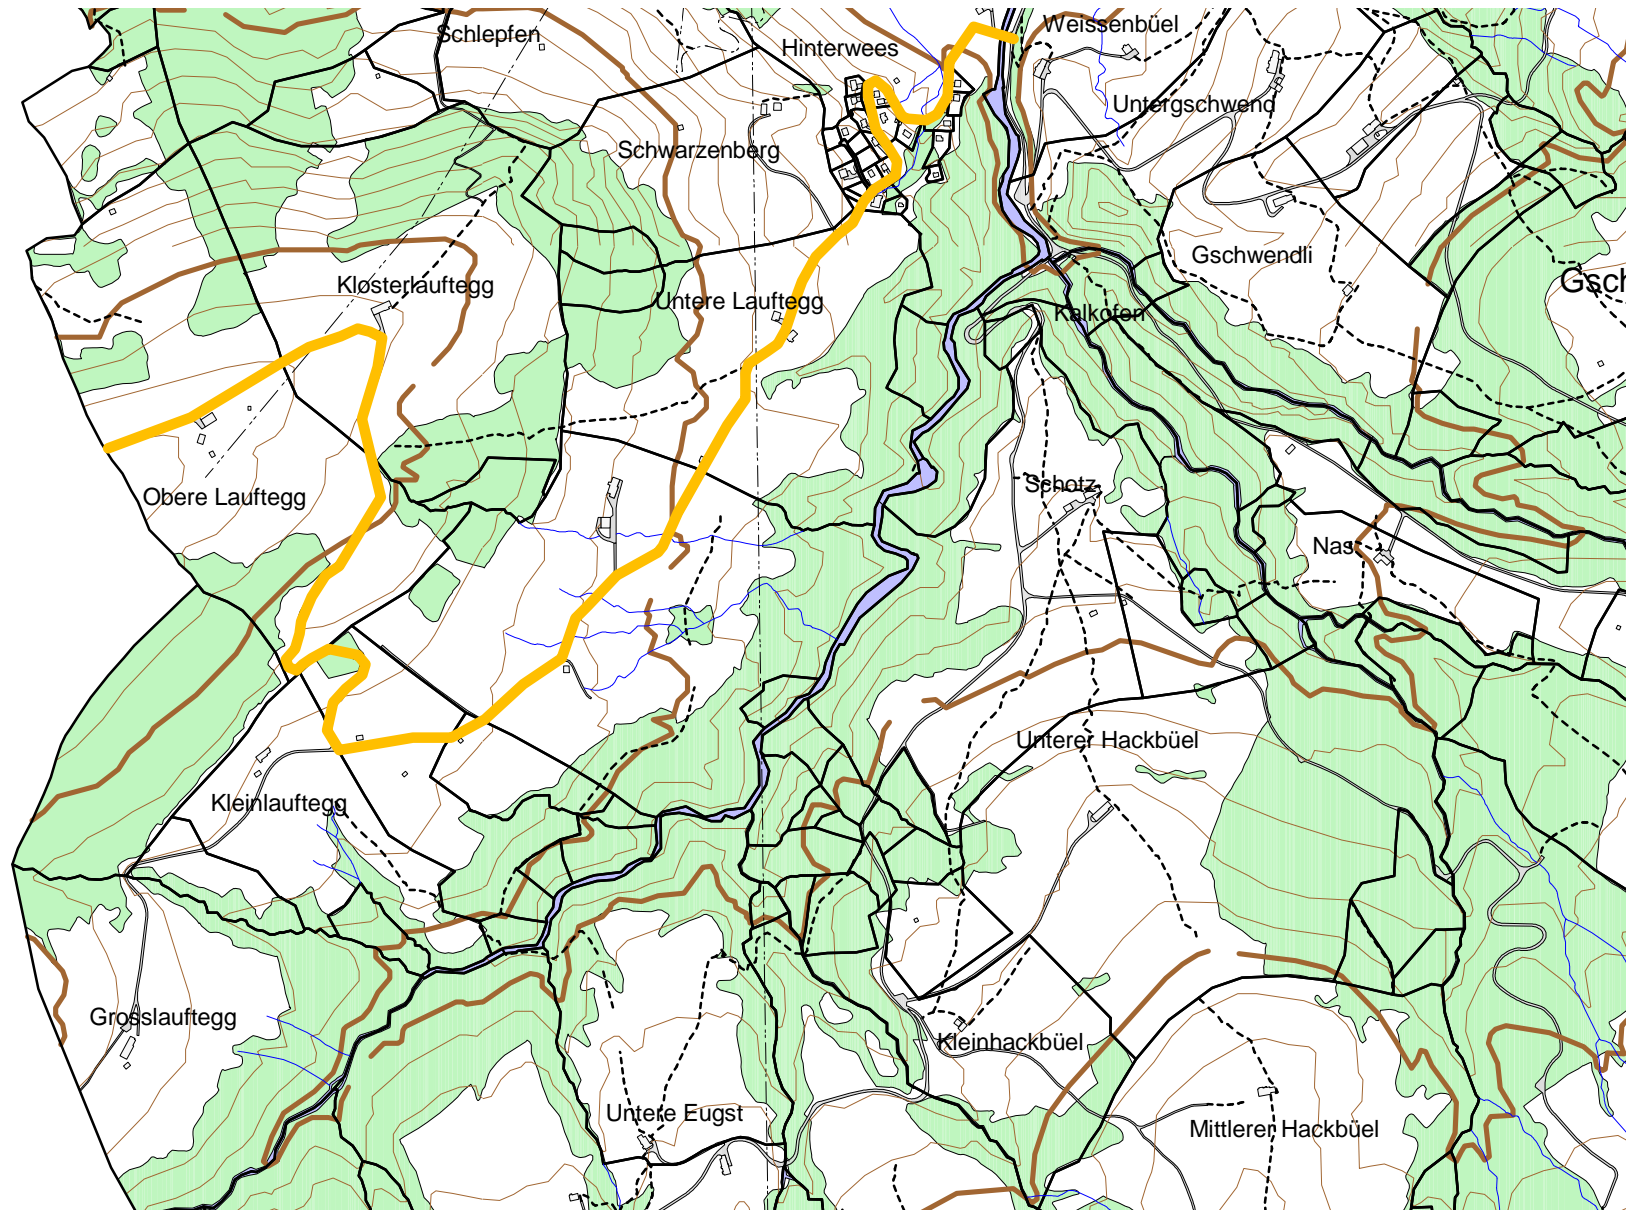 Weissenbüel
Schlepfen
Hinterwees
Untergschwend
Schwarzenberg
Gschwendli
Gsch
Klosterlauftegg
Untere Lauftegg
Kalkofen
Schotz
Obere Lauftegg
Nas
Unterer Hackbüel
Kleinlauftegg
Grosslauftegg
Kleinhackbüel
Untere Eugst
Mittlerer Hackbüel